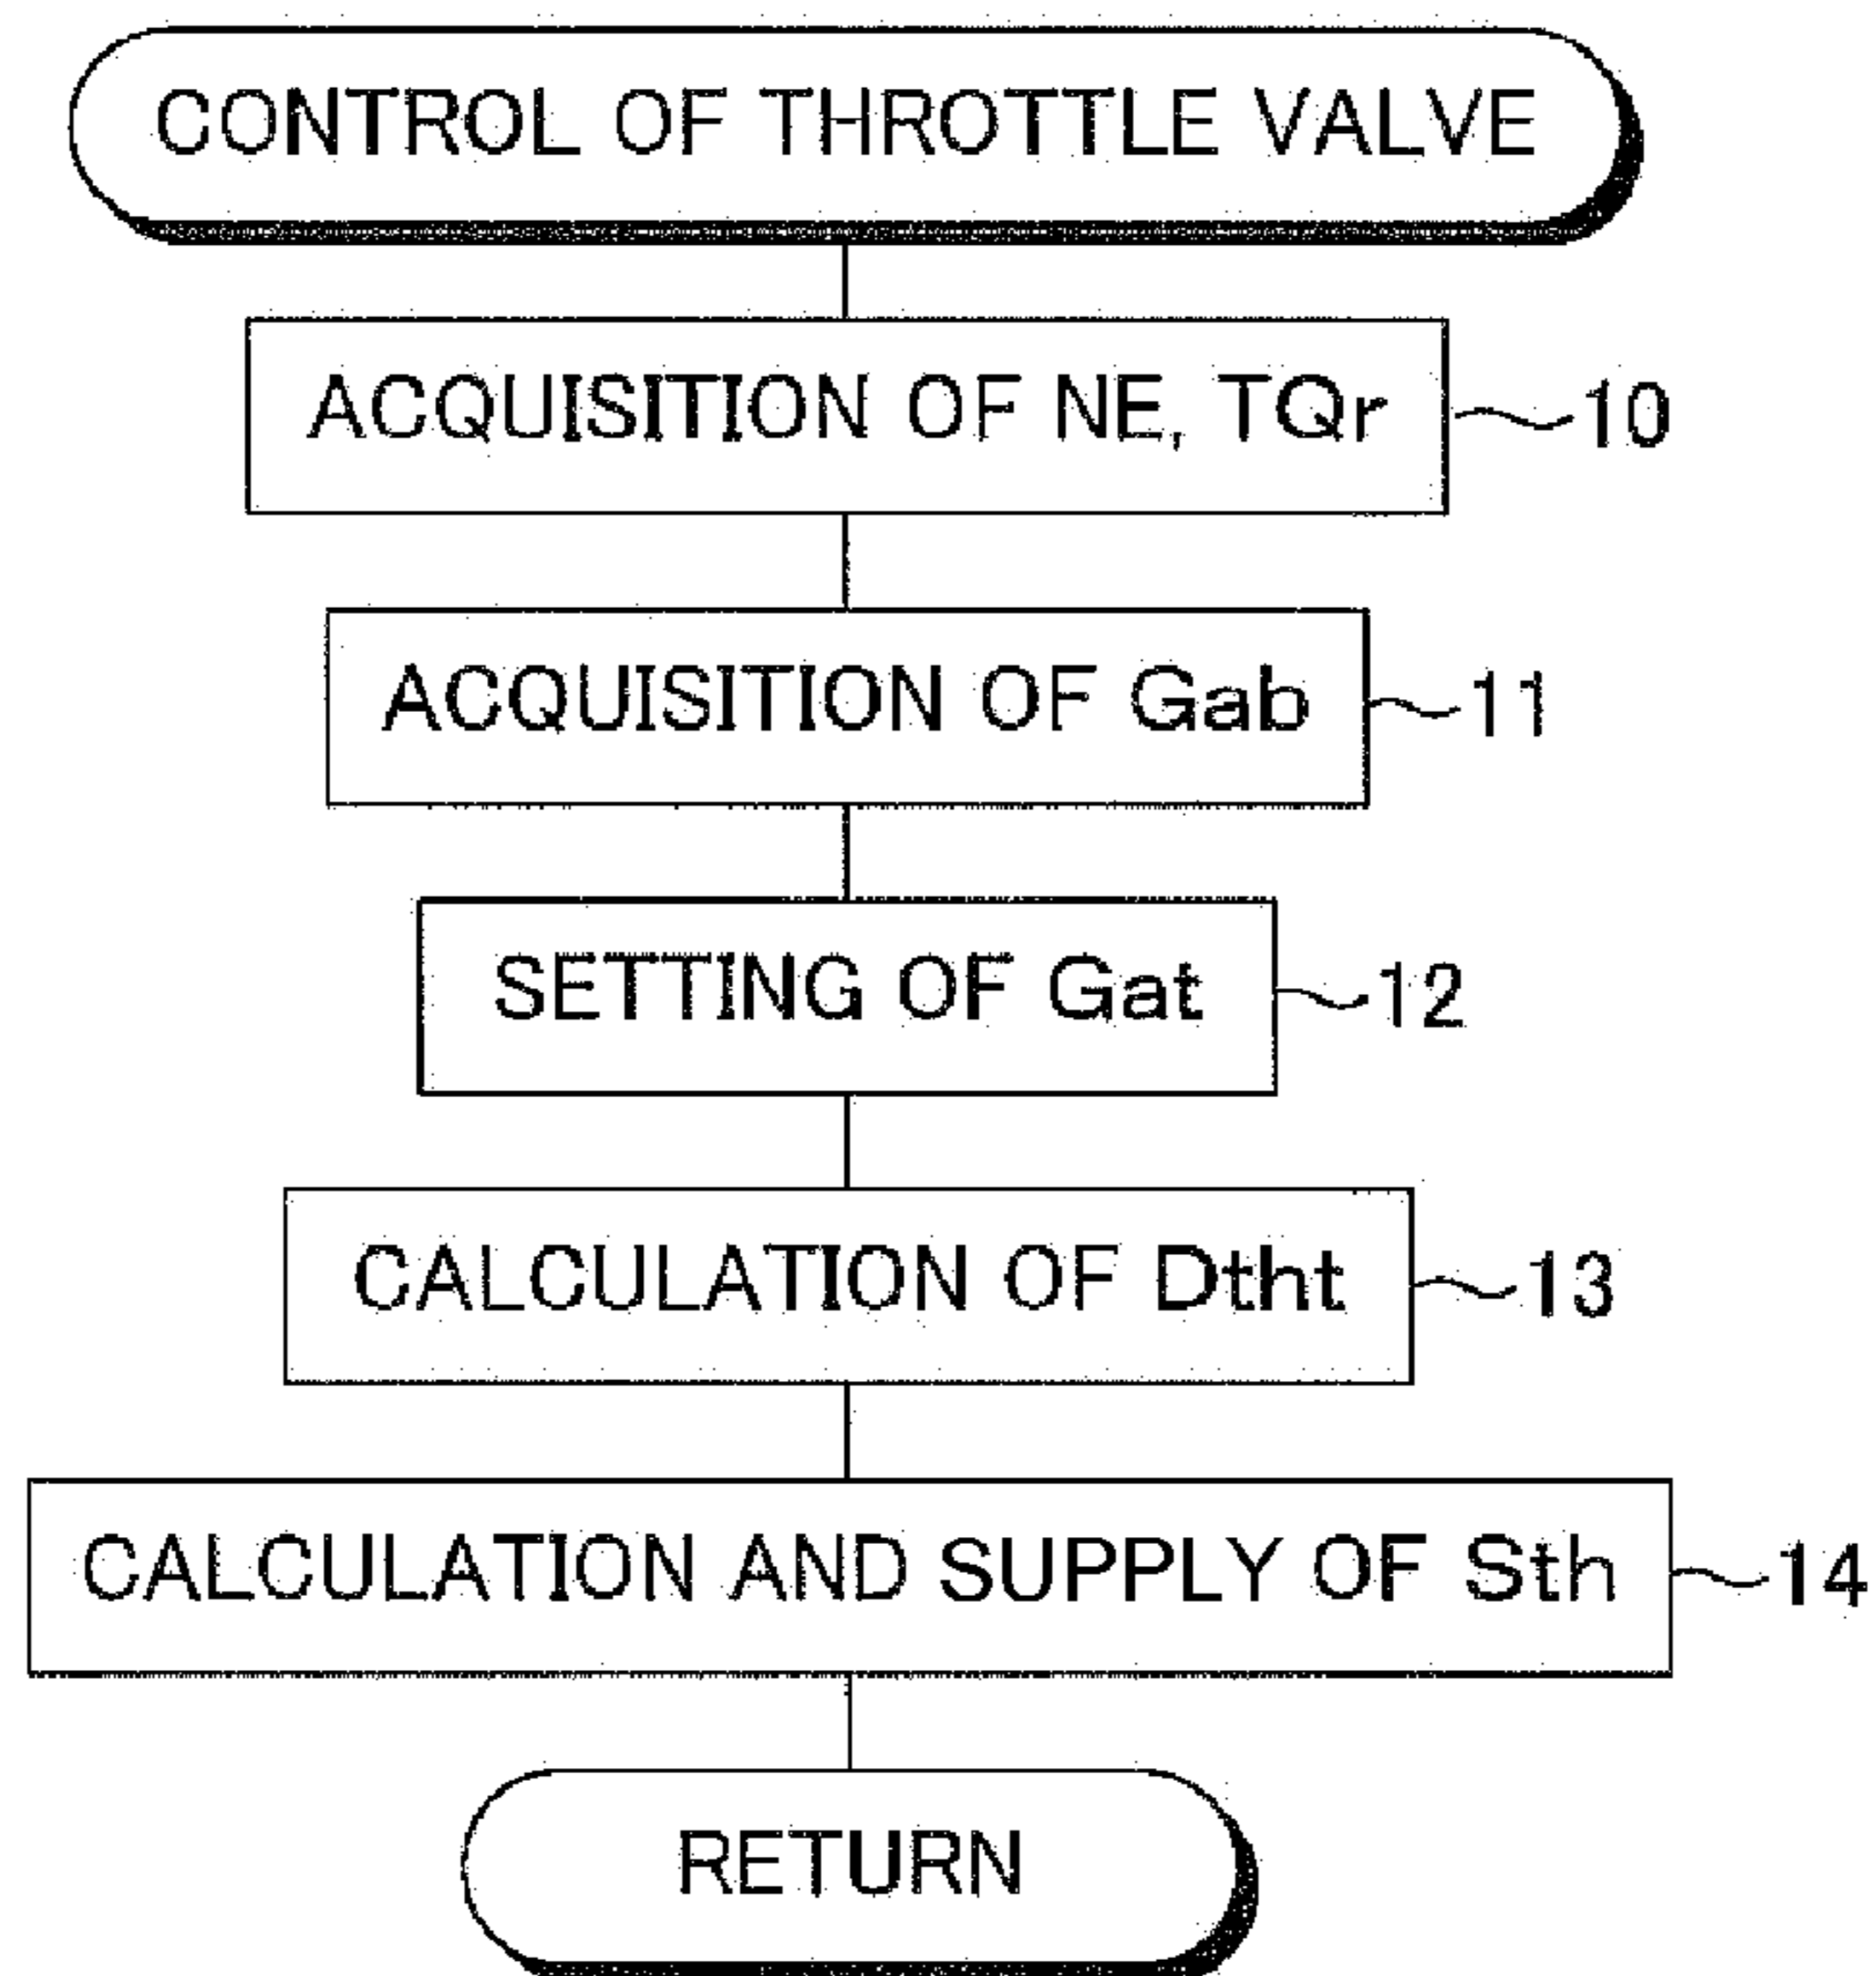 CONTROL OF THROTTLE VALVE
ACQUISITION OF NE, TQr
10
ACQUISITION OF Gab
11
SETTING OF Gat
12
CALCULATION OF Dtht
13
CALCULATION AND SUPPLY OF Sth
14
RETURN